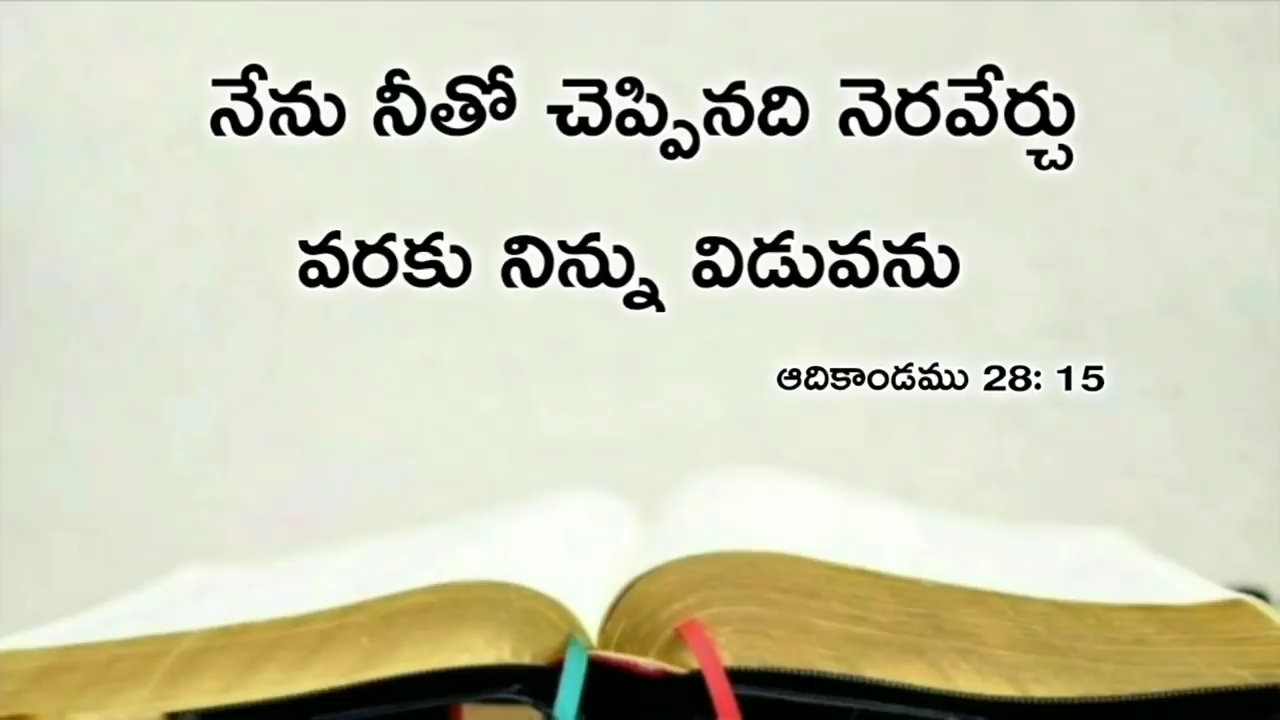 నేను నీతో చెప్పినది నెరవేర్చు
వరకు నిన్ను విడువను
ఆదికాండము 28: 15